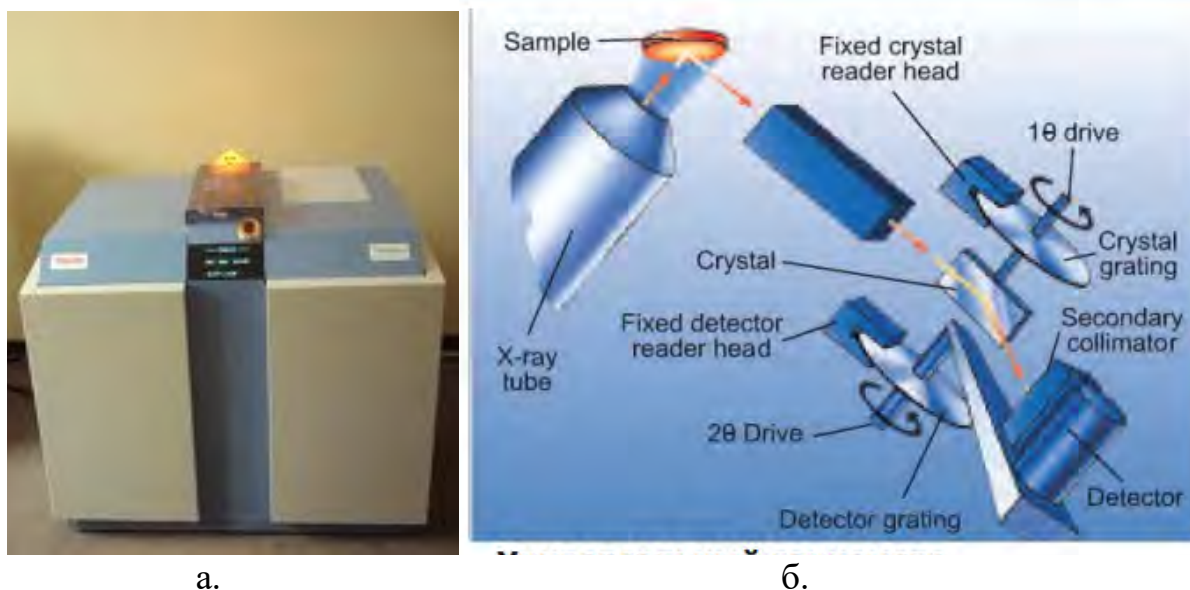 Sample
Fixed crystal
reader head
1θ drive
Crystal
Crystal
grating
Fixed detector
reader head
Secondary
collimator
X-ray
tube
2θ Drive
Detector grating
Detector
а.
б.